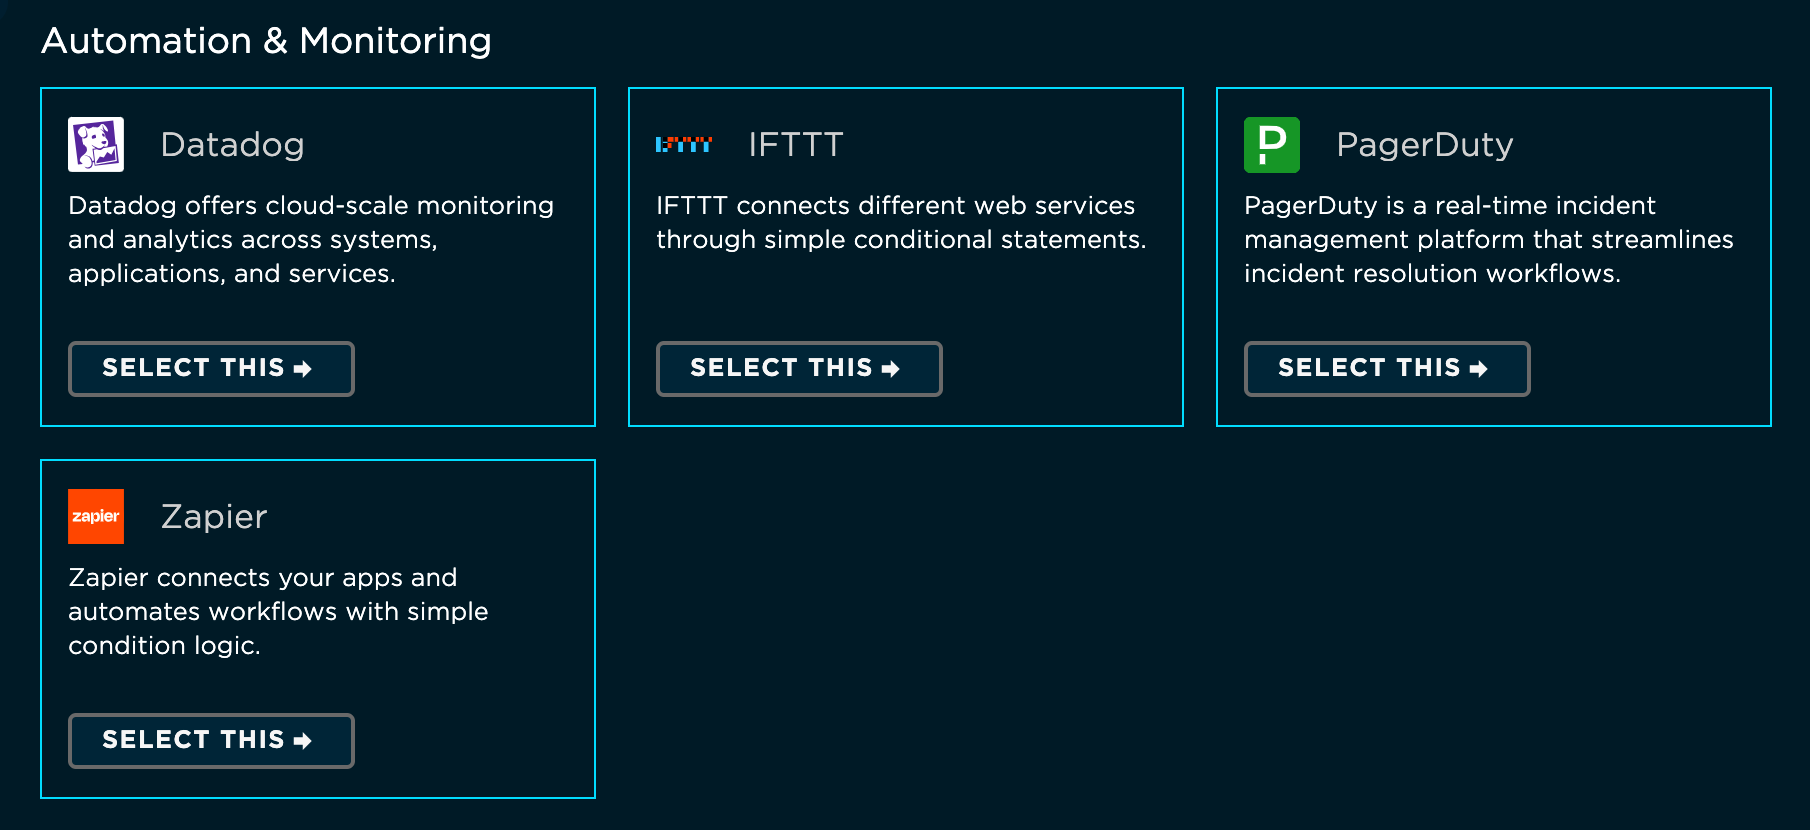 Automation & Monitoring
Datadog
Datadog offers cloud-scale monitoring
and analytics across systems,
applications, and services.
SELECT THIS
IFTTT
IFTTT
IFTTT connects different web services
through simple conditional statements.
SELECT THIS
P
PagerDuty
PagerDuty is a real-time incident
management platform that streamlines
incident resolution workflows.
SELECT THIS
zapier
Zapier
Zapier connects your apps and
automates workflows with simple
condition logic.
SELECT THIS